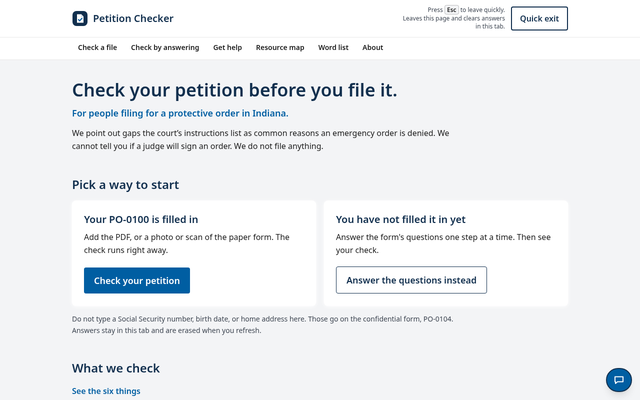 Petition Checker
Press Esc to leave quickly.
Leaves this page and clears answers
in this tab.
Quick exit
Check a file
Check by answering
Get help
Resource map
Word list
About
Check your petition before you file it.
For people filing for a protective order in Indiana.
We point out gaps the court's instructions list as common reasons an emergency order is denied. We
cannot tell you if a judge will sign an order. We do not file anything.
Pick a way to start
Your PO-0100 is filled in
Add the PDF, or a photo or scan of the paper form. The
check runs right away.
Check your petition
You have not filled it in yet
Answer the form's questions one step at a time. Then see
your check.
Answer the questions instead
Do not type a Social Security number, birth date, or home address here. Those go on the confidential form, PO-0104.
Answers stay in this tab and are erased when you refresh.
What we check
See the six things